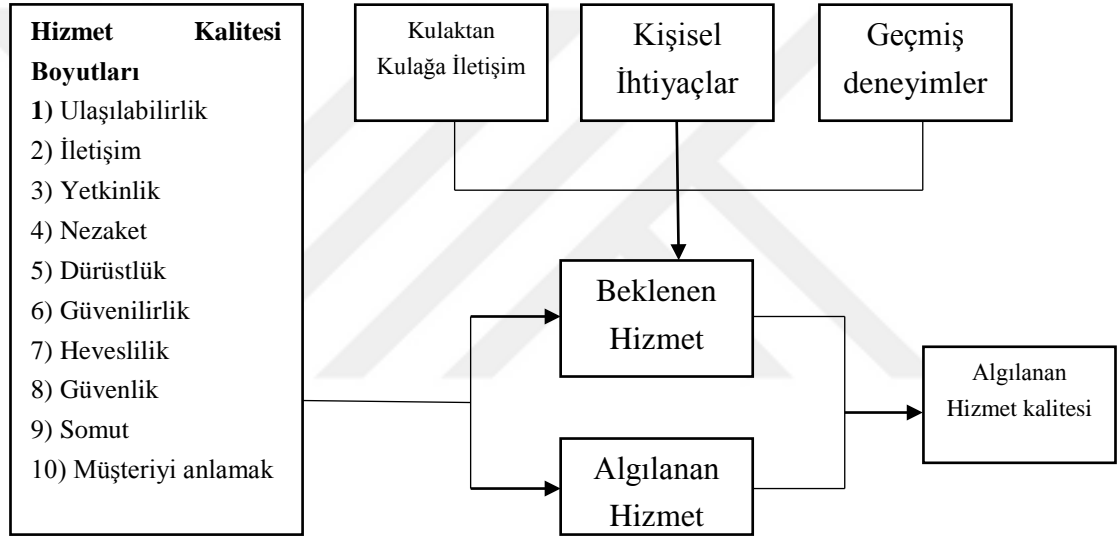 Hizmet Kalitesi
Boyutları
1) Ulaşılabilirlik
2) İletişim
3) Yetkinlik
4) Nezaket
5) Dürüstlük
6) Güvenilirlik
7) Heveslilik
8) Güvenlik
9) Somut
10) Müşteriyi anlamak
Kulaktan
Kulağa İletişim
Kişisel
İhtiyaçlar
Geçmiş
deneyimler
Beklenen
Hizmet
Algılanan
Hizmet
Algılanan
Hizmet kalitesi